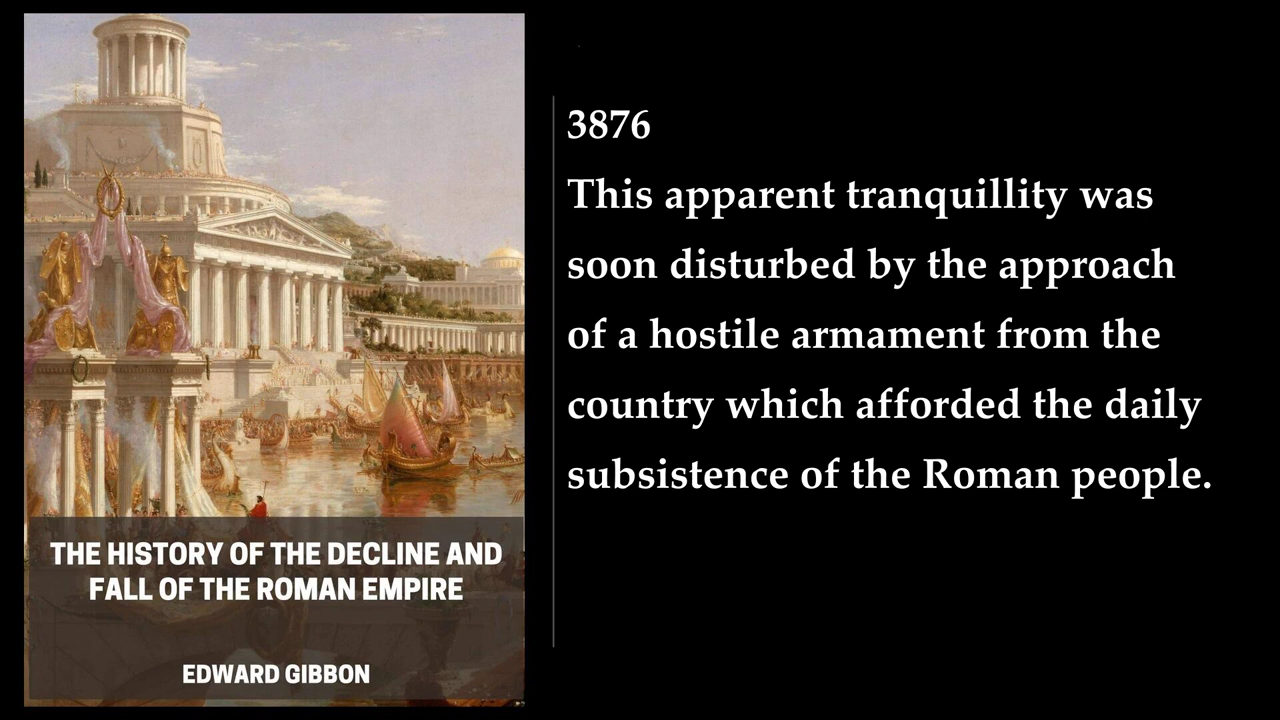 3876
This apparent tranquillity was
soon disturbed by the approach
of a hostile armament from the
country which afforded the daily
subsistence of the Roman people.
THE HISTORY OF THE DECLINE AND
FALL OF THE ROMAN EMPIRE
EDWARD GIBBON